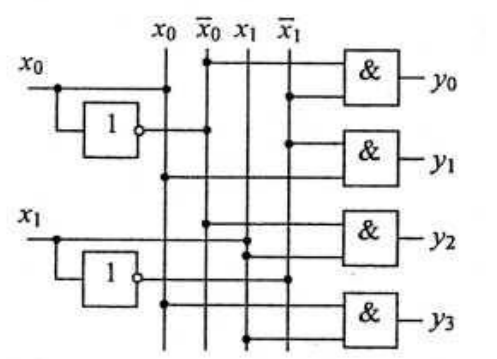 x₀ x̅₀ x₁ x̅₁
x₀
& y₀
1
& y₁
x₁
& y₂
1
& y₃